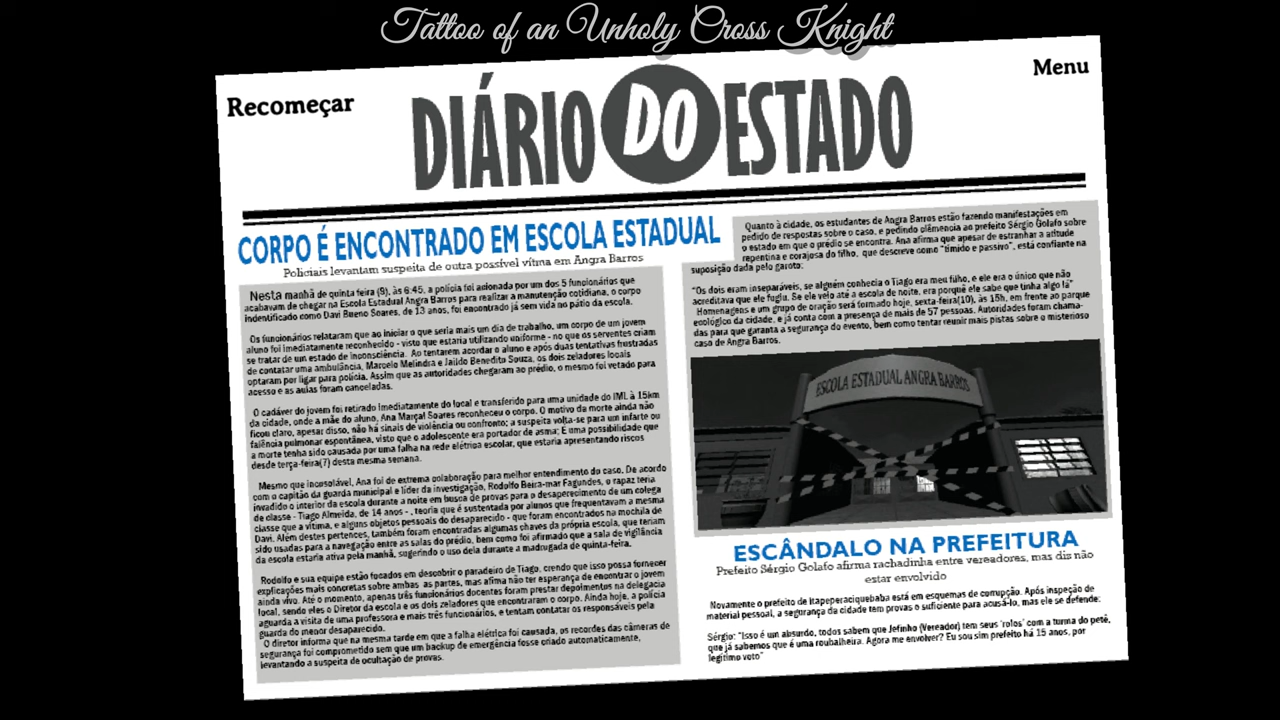 Tattoo of an Unholy Cross Knight
Recomeçar
Menu
DIÁRIO DO ESTADO
CORPO É ENCONTRADO EM ESCOLA ESTADUAL
Policiais levantam suspeita de outra possível vítma em Angra Barros
Nesta manhã de quinta feira (9), às 6:45, a polícia foi acionada por um dos 5 funcionários que
acabavam de chegar na Escola Estadual Angra Barros para realizar a manutenção cotidiana, o corpo
indentificado como Davi Bueno Soares, de 13 anos, foi encontrado já sem vida no pátio da escola.
Os funcionários relataram que ao iniciar o que seria mais um dia de trabalho, um corpo de um jovem
aluno foi imediatamente reconhecido - visto que estaria utilizando uniforme - no que os serventes criam
se tratar de um estado de inconsciência. Ao tentarem acordar o aluno e após duas tentativas frustradas
de contatar uma ambulância, Marcelo Melindra e Jaildo Benedito Souza, os dois zeladores locais
optaram por ligar para polícia. Assim que as autoridades chegaram ao prédio, o mesmo foi vetado para
acesso e as aulas foram canceladas.
O cadáver do jovem foi retirado imediatamente do local e transferido para uma unidade do IML à 15km
da cidade, onde a mãe do aluno, Ana Marçal Soares reconheceu o corpo. O motivo da morte ainda não
ficou claro, apesar disso, não há sinais de violência ou confronto; a suspeita volta-se para um infarte ou
falência pulmonar espontânea, visto que o adolescente era portador de asma; E uma possibilidade que
a morte tenha sido causada por uma falha na rede elétrica escolar, que estaria apresentando riscos
desde terça-feira(7) desta mesma semana.
Mesmo que inconsolável, Ana foi de extrema colaboração para melhor entendimento do caso. De acordo
com o capitão da guarda municipal e líder da investigação, Rodolfo Beira-mar Fagundes, o rapaz teria
invadido o interior da escola durante a noite em busca de provas para o desaparecimento de um colega
de classe - Tiago Almeida, de 14 anos - , teoria que é sustentada por alunos que frequentavam a mesma
classe que a vítima, e alguns objetos pessoais do desaparecido - que foram encontrados na mochila de
Davi. Além destes pertences, também foram encontradas algumas chaves da própria escola, que teriam
sido usadas para a navegação entre as salas do prédio, bem como foi afirmado que a sala de vigilância
da escola estaria ativa pela manhã, sugerindo o uso dela durante a madrugada de quinta-feira.
Rodolfo e sua equipe estão focados em descobrir o paradeiro de Tiago, crendo que isso possa fornecer
explicações mais concretas sobre ambas as partes, mas afima não ter esperança de encontrar o jovem
ainda vivo. Até o momento, apenas três funcionários docentes foram prestar depoimentos na delegacia
local, sendo eles o Diretor da escola e os dois zeladores que encontraram o corpo. Ainda hoje, a polícia
aguarda a visita de uma professora e mais três funcionários, e tentam contatar os responsáveis pela
guarda do menor desaparecido.
O diretor informa que na mesma tarde em que a falha elétrica foi causada, os recordes das câmeras de
segurança foi comprometido sem que um backup de emergência fosse criado automaticamente,
levantando a suspeita de ocultação de provas.
Quanto à cidade, os estudantes de Angra Barros estão fazendo manifestações em
pedido de respostas sobre o caso, e pedindo clêmencia ao prefeito Sérgio Golafo sobre
o estado em que o prédio se encontra. Ana afirma que apesar de estranhar a atitude
repentina e corajosa do filho, que descreve como "tímido e passivo", está confiante na
suposição dada pelo garoto:
"Os dois eram inseparáveis, se alguém conhecia o Tiago era meu filho, e ele era o único que não
acreditava que ele fugiu. Se ele veio até a escola de noite, era porquê ele sabe que tinha algo lá"
Homenagens e um grupo de oração será formado hoje, sexta-feira(10), às 15h, em frente ao parque
ecológico da cidade, e já conta com a presença de mais de 57 pessoas. Autoridades foram chama-
das para que garanta a segurança do evento, bem como tentar reunir mais pistas sobre o misterioso
caso de Angra Barros.
ESCOLA ESTADUAL ANGRA BARROS
ESCÂNDALO NA PREFEITURA
Prefeito Sérgio Golafo afirma rachadinha entre vereadores, mas dis não
estar envolvido
Novamente o prefeito de Itapeperaciquebaba está em esquemas de corrupção. Após inspeção de
material pessoal, a segurança da cidade tem provas o suficiente para acusá-lo, mas ele se defende:
Sérgio: "Isso é um absurdo, todos sabem que Jefinho (Vereador) tem seus 'rolos' com a turma do petê,
que já sabemos que é uma roubalheira. Agora me envolver? Eu sou sim prefeito há 15 anos, por
legítimo voto"